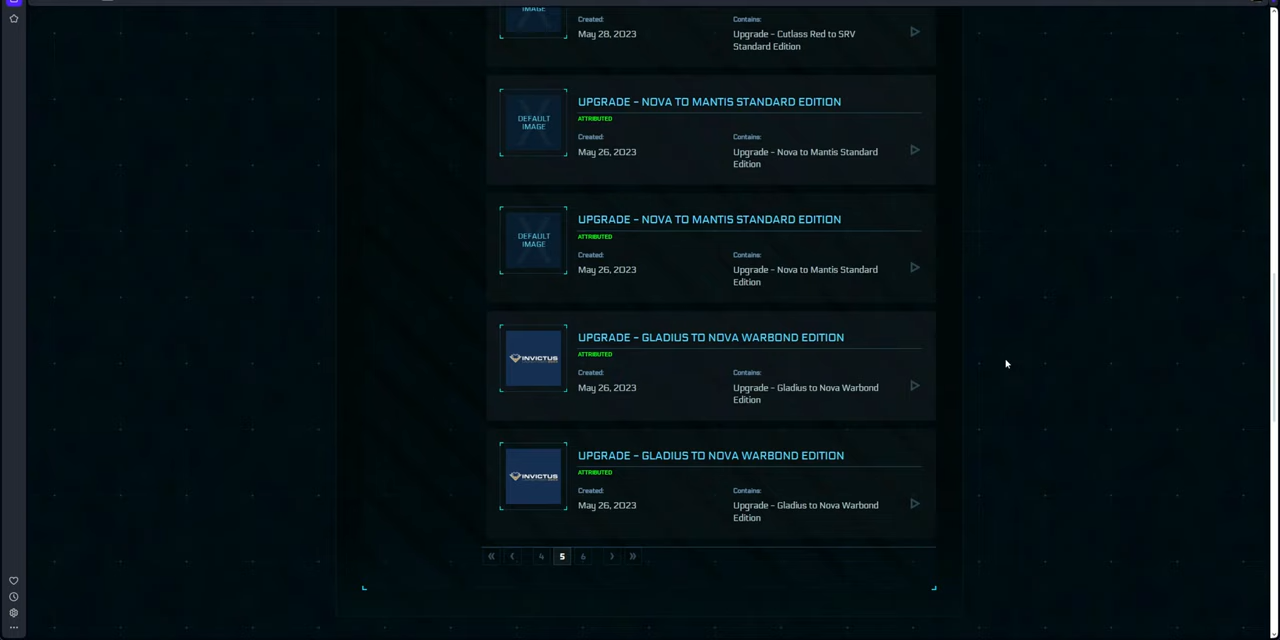 IMAGE
Created:
May 28, 2023
Contains:
Upgrade - Cutlass Red to SRV
Standard Edition
UPGRADE - NOVA TO MANTIS STANDARD EDITION
ATTRIBUTED
DEFAULT
IMAGE
Created:
May 26, 2023
Contains:
Upgrade - Nova to Mantis Standard
Edition
UPGRADE - NOVA TO MANTIS STANDARD EDITION
ATTRIBUTED
DEFAULT
IMAGE
Created:
May 26, 2023
Contains:
Upgrade - Nova to Mantis Standard
Edition
UPGRADE - GLADIUS TO NOVA WARBOND EDITION
ATTRIBUTED
INVICTUS
Created:
May 26, 2023
Contains:
Upgrade - Gladius to Nova Warbond
Edition
UPGRADE - GLADIUS TO NOVA WARBOND EDITION
ATTRIBUTED
INVICTUS
Created:
May 26, 2023
Contains:
Upgrade - Gladius to Nova Warbond
Edition
« ‹ 4 5 6 › »